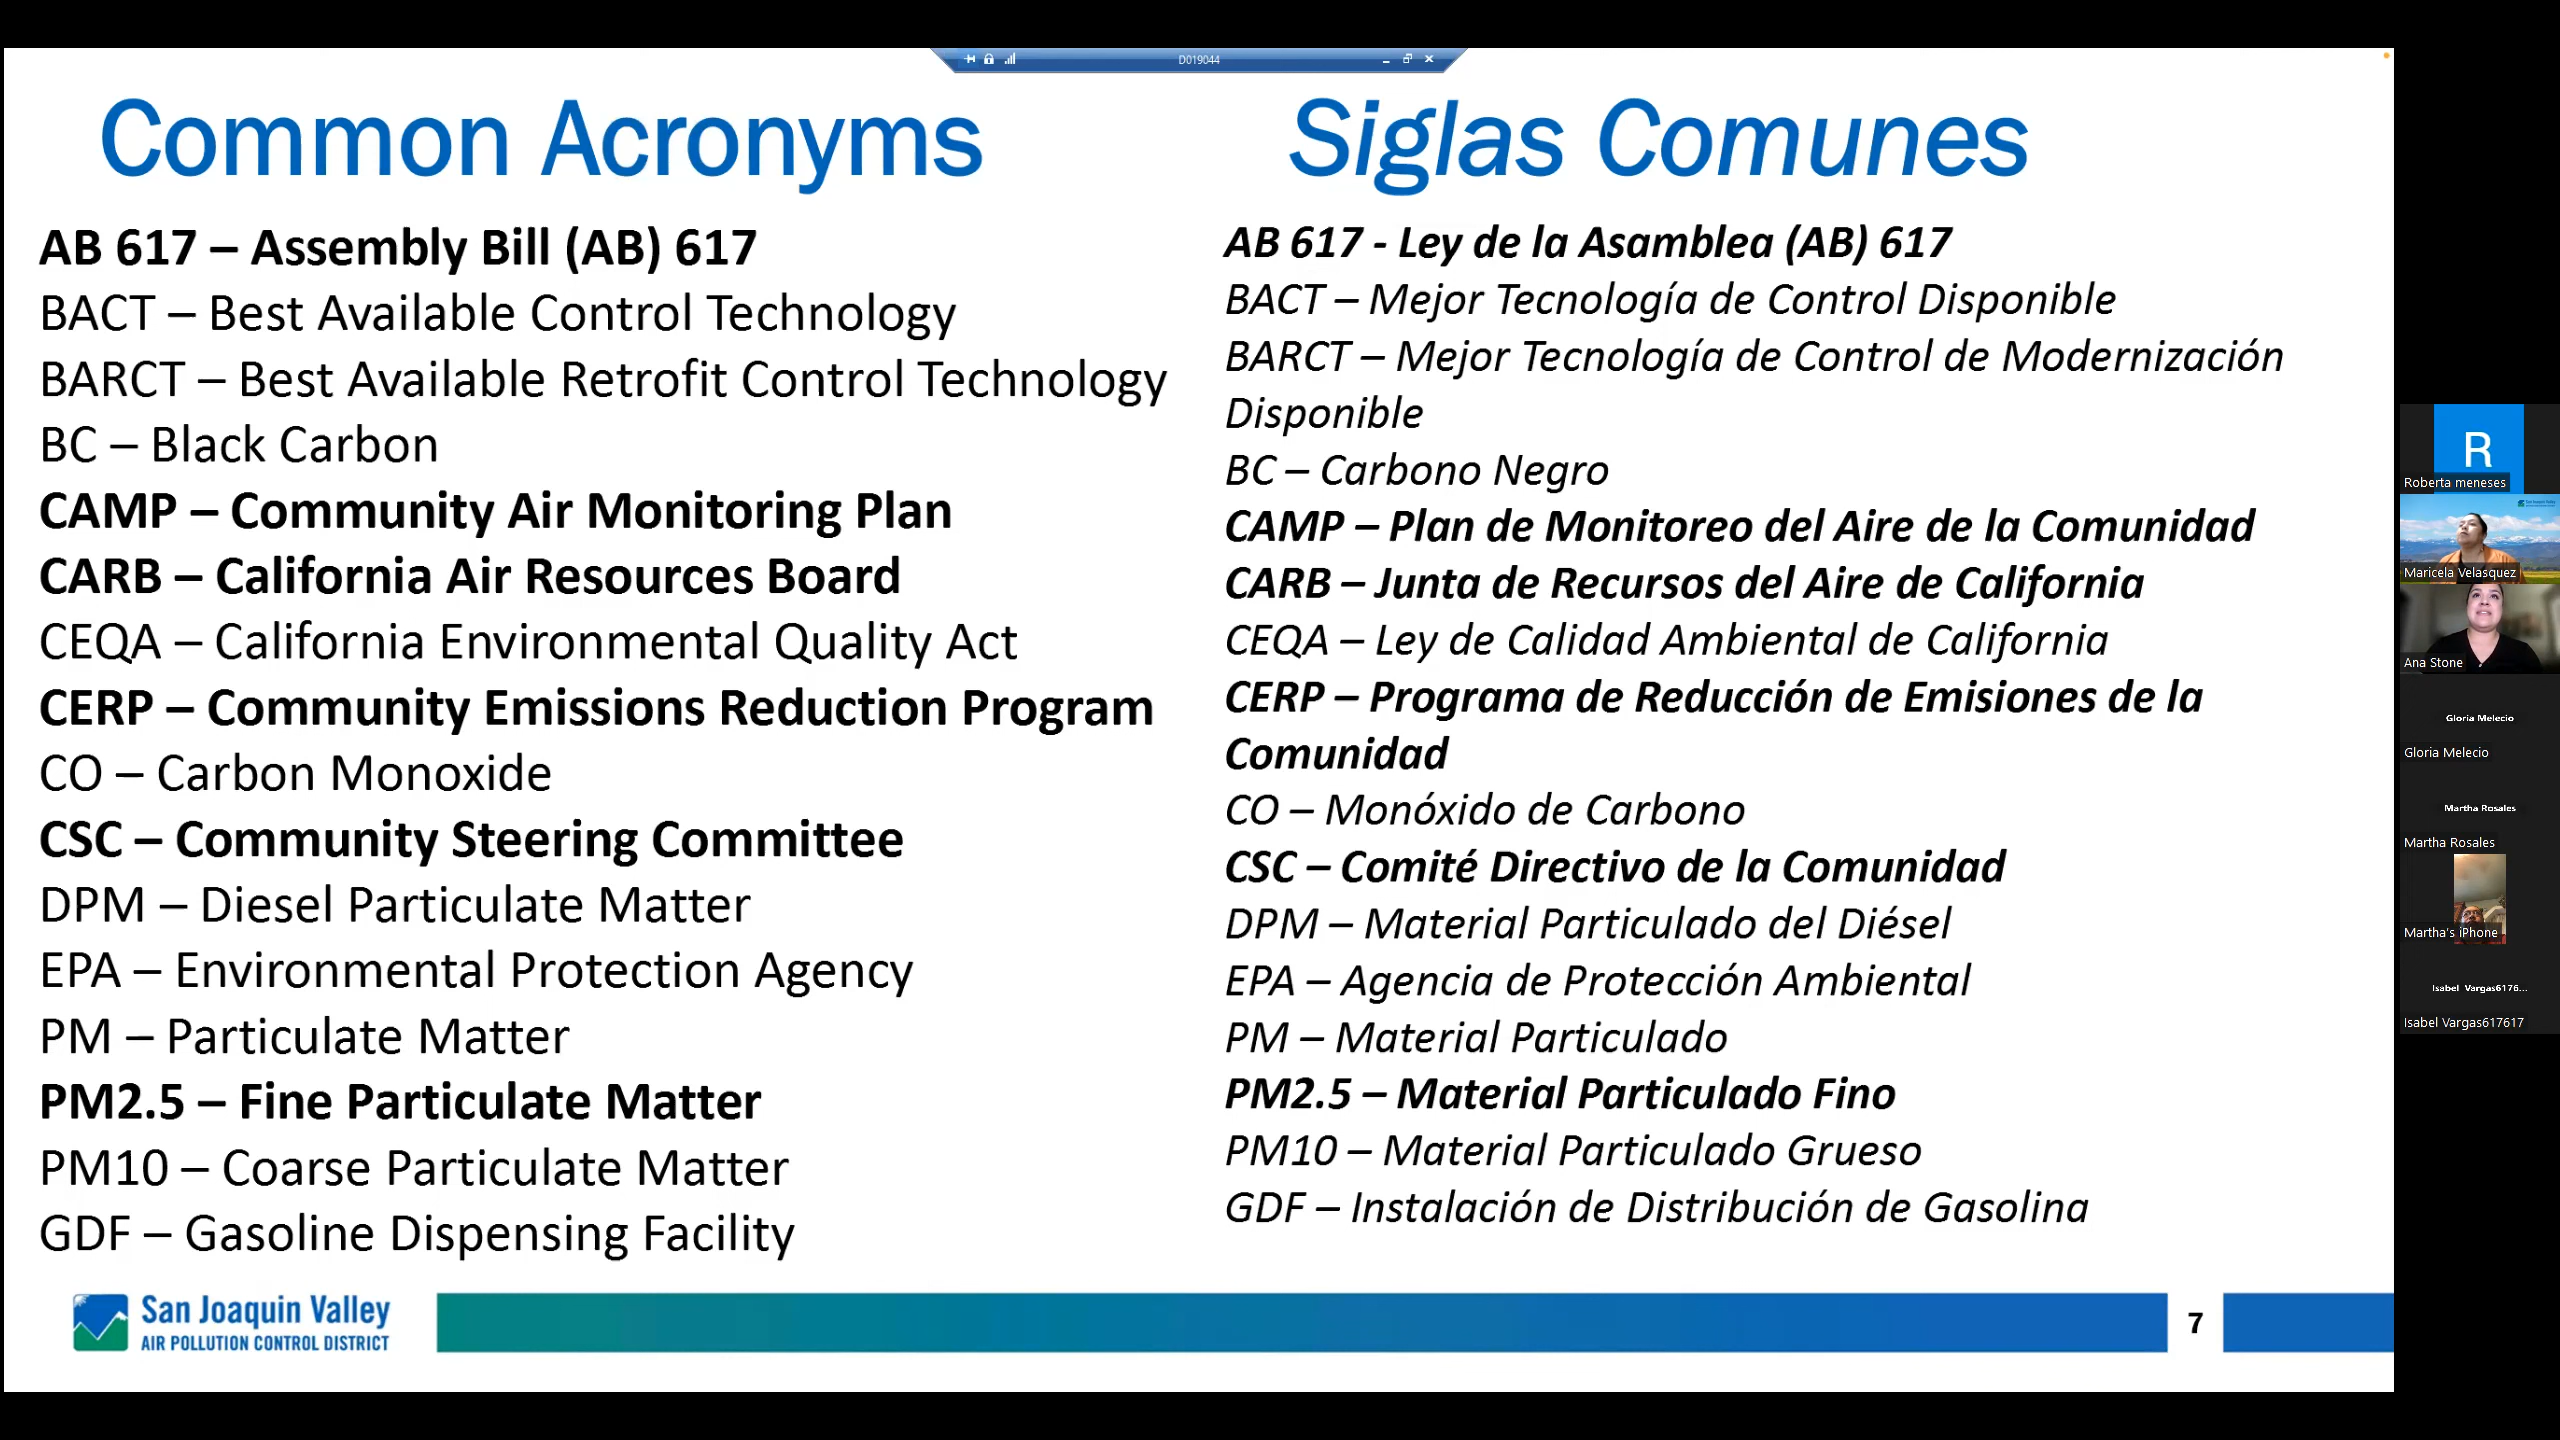 D019044
Common Acronyms
AB 617 – Assembly Bill (AB) 617
BACT – Best Available Control Technology
BARCT – Best Available Retrofit Control Technology
BC – Black Carbon
CAMP – Community Air Monitoring Plan
CARB – California Air Resources Board
CEQA – California Environmental Quality Act
CERP – Community Emissions Reduction Program
CO – Carbon Monoxide
CSC – Community Steering Committee
DPM – Diesel Particulate Matter
EPA – Environmental Protection Agency
PM – Particulate Matter
PM2.5 – Fine Particulate Matter
PM10 – Coarse Particulate Matter
GDF – Gasoline Dispensing Facility
Siglas Comunes
AB 617 - Ley de la Asamblea (AB) 617
BACT – Mejor Tecnología de Control Disponible
BARCT – Mejor Tecnología de Control de Modernización
Disponible
BC – Carbono Negro
CAMP – Plan de Monitoreo del Aire de la Comunidad
CARB – Junta de Recursos del Aire de California
CEQA – Ley de Calidad Ambiental de California
CERP – Programa de Reducción de Emisiones de la
Comunidad
CO – Monóxido de Carbono
CSC – Comité Directivo de la Comunidad
DPM – Material Particulado del Diésel
EPA – Agencia de Protección Ambiental
PM – Material Particulado
PM2.5 – Material Particulado Fino
PM10 – Material Particulado Grueso
GDF – Instalación de Distribución de Gasolina
San Joaquin Valley
AIR POLLUTION CONTROL DISTRICT
7
R
Roberta meneses
Maricela Velasquez
Ana Stone
Gloria Melecio
Gloria Melecio
Martha Rosales
Martha Rosales
Martha's iPhone
Isabel Vargas6176...
Isabel Vargas617617